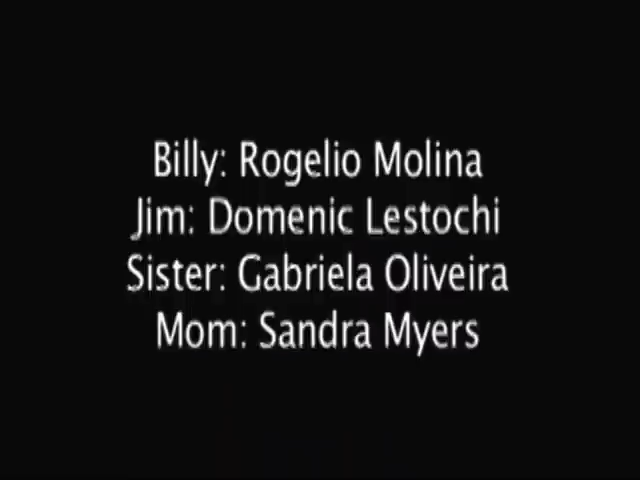 Billy: Rogelio Molina
Jim: Domenic Lestochi
Sister: Gabriela Oliveira
Mom: Sandra Myers